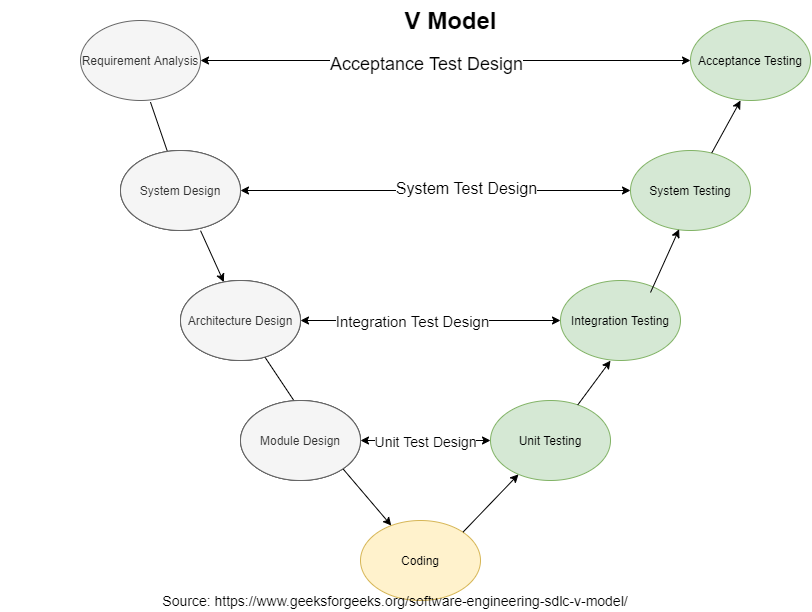 V Model
Requirement Analysis
Acceptance Test Design
Acceptance Testing
System Design
System Test Design
System Testing
Architecture Design
Integration Test Design
Integration Testing
Module Design
Unit Test Design
Unit Testing
Coding
Source: https://www.geeksforgeeks.org/software-engineering-sdlc-v-model/